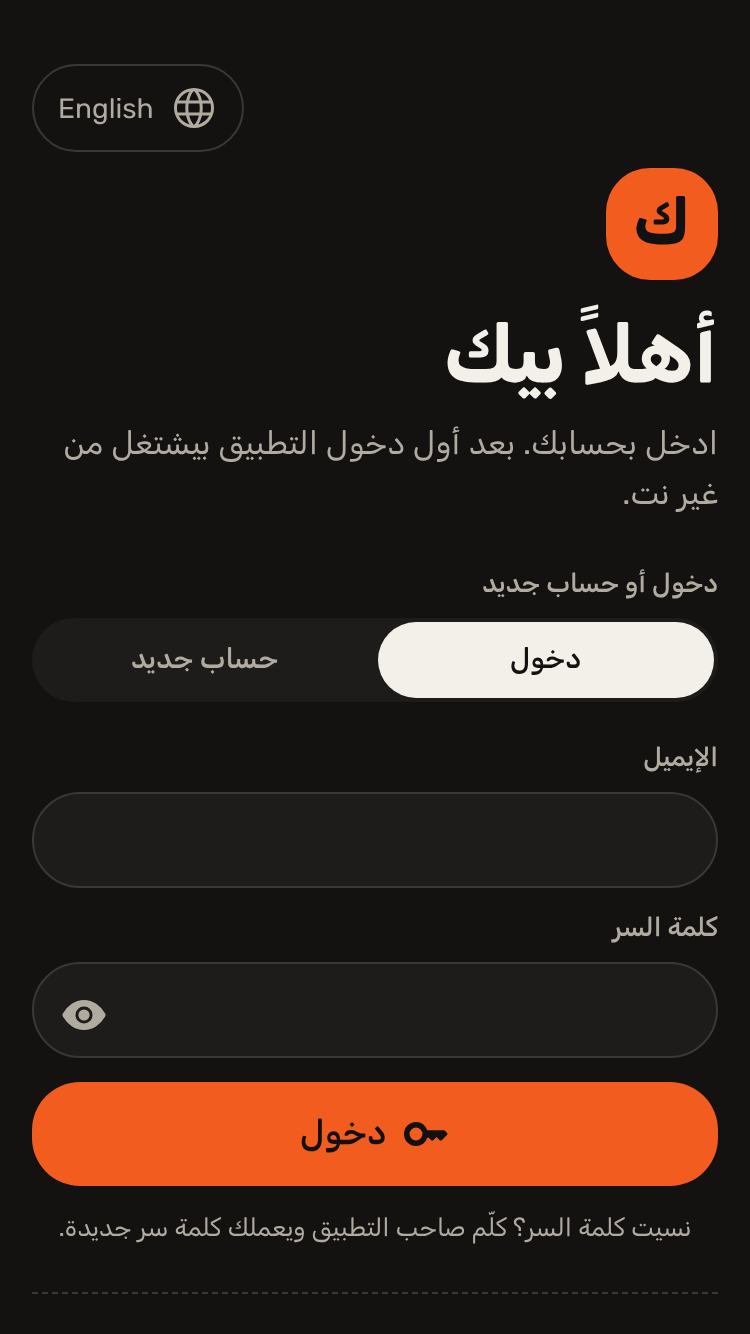 English
ك
أهلاً بيك
ادخل بحسابك. بعد أول دخول التطبيق بيشتغل من
غير نت.
دخول أو حساب جديد
دخول
حساب جديد
الإيميل
كلمة السر
دخول
نسيت كلمة السر؟ كلّم صاحب التطبيق ويعملك كلمة سر جديدة.